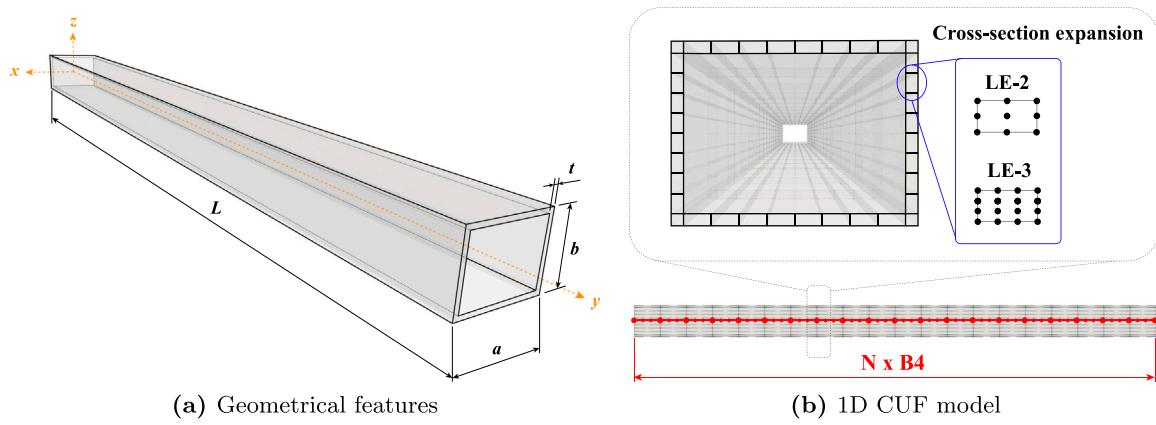 z
x
t
L
b
y
a
(a) Geometrical features
Cross-section expansion
LE-2
LE-3
N x B4
(b) 1D CUF model